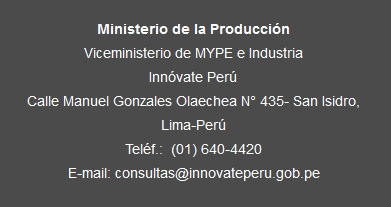 Ministerio de la Producción
Viceministerio de MYPE e Industria
Innóvate Perú
Calle Manuel Gonzales Olaechea N° 435- San Isidro,
Lima-Perú
Teléf.: (01) 640-4420
E-mail: consultas@innovateperu.gob.pe